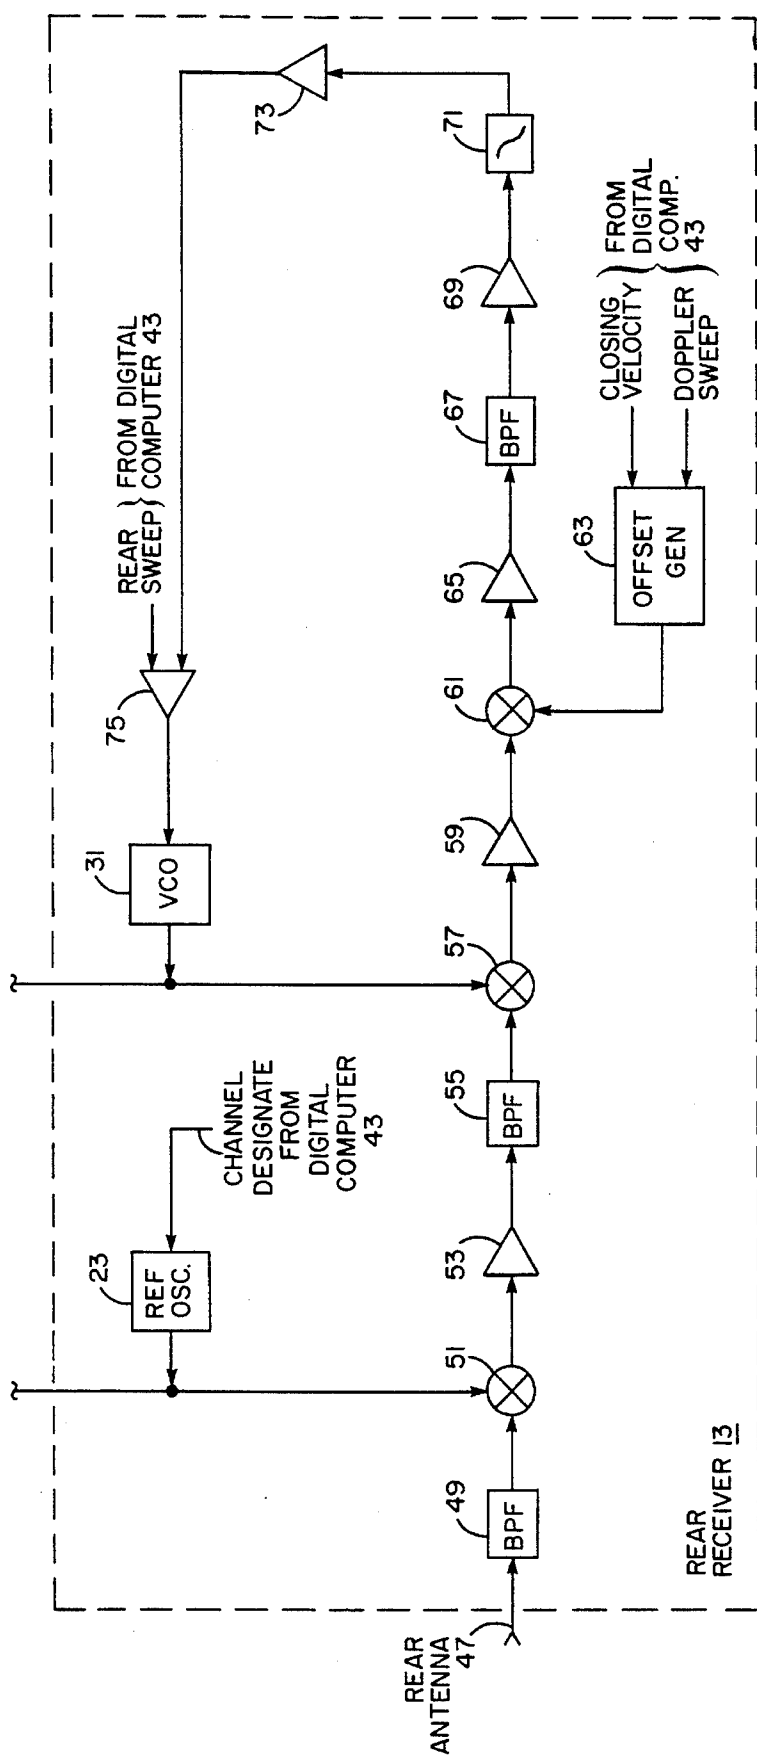 REAR
ANTENNA
47
REAR
RECEIVER 13
49
BPF
51
23
REF
OSC.
CHANNEL
DESIGNATE
FROM
DIGITAL
COMPUTER
43
53
55
BPF
57
31
VCO
59
75
REAR
SWEEP
FROM DIGITAL
COMPUTER 43
61
63
OFFSET
GEN
65
67
BPF
CLOSING
VELOCITY
DOPPLER
SWEEP
FROM
DIGITAL
COMP.
43
69
71
73